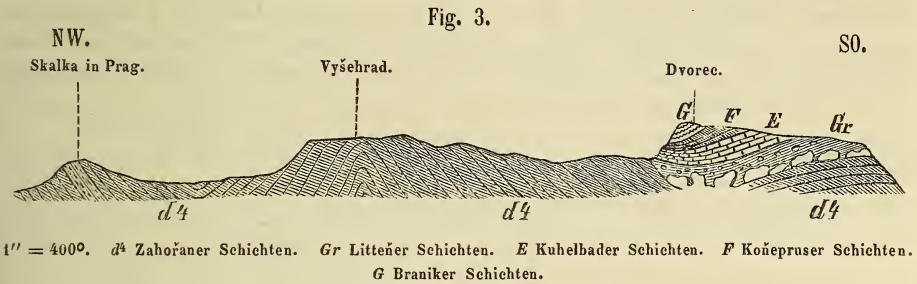 Fig. 3.
NW.
SO.
Skalka in Prag.
Vyšehrad.
Dvorec.
G F E Gr
d4 d4 d4
1″ = 400°. d⁴ Zahořaner Schichten. Gr Litteňer Schichten. E Kuhelbader Schichten. F Koňepruser Schichten.
G Braniker Schichten.